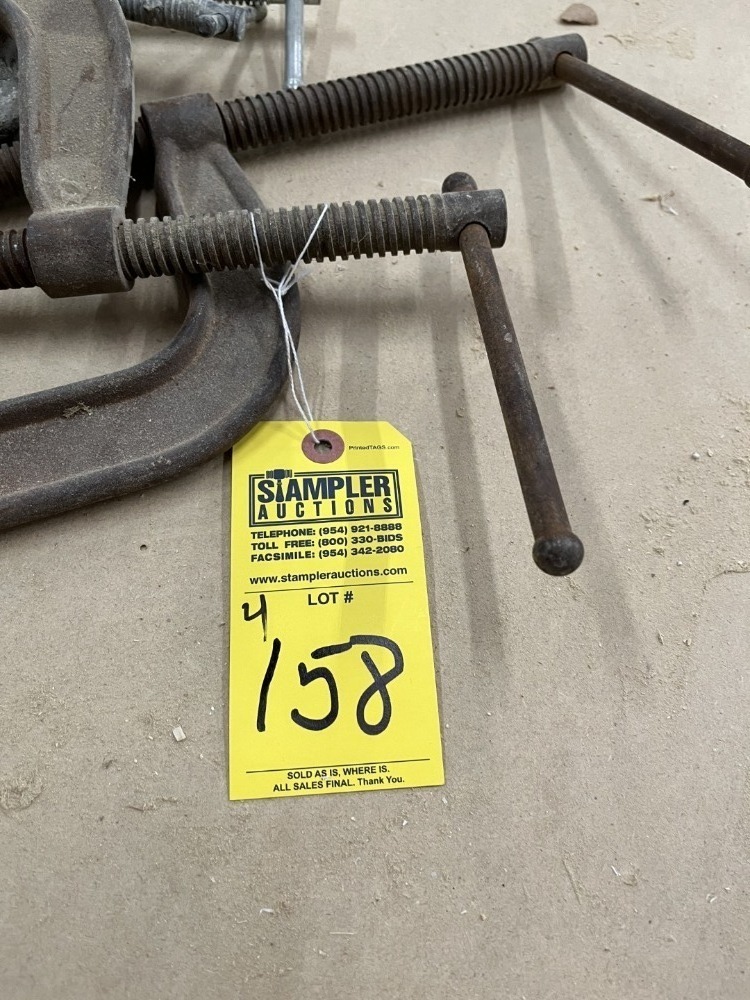 PrintedTAGS.com
STAMPLER
AUCTIONS
TELEPHONE: (954) 921-8888
TOLL FREE: (800) 330-BIDS
FACSIMILE: (954) 342-2080
www.stamplerauctions.com
LOT #
4
158
SOLD AS IS, WHERE IS.
ALL SALES FINAL. Thank You.